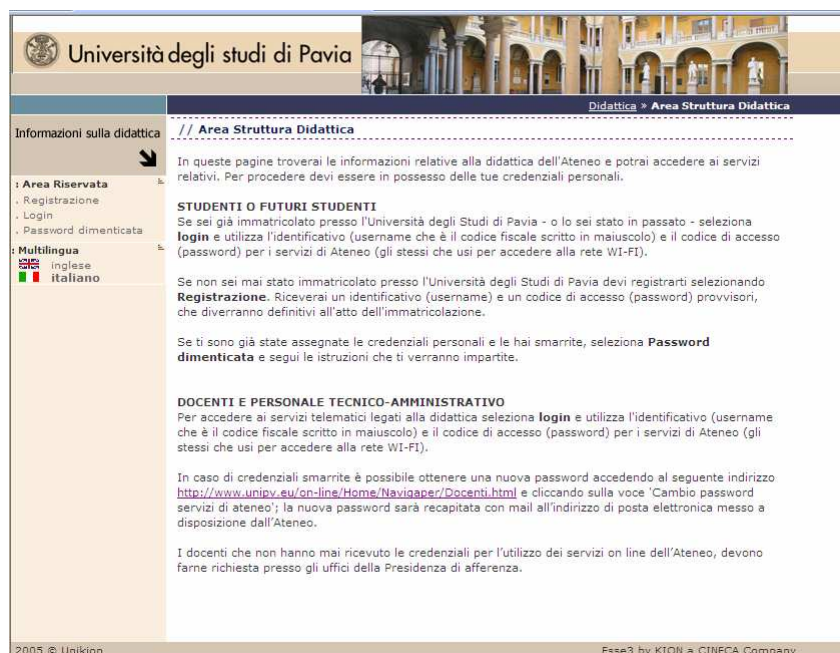 Università degli studi di Pavia
Didattica » Area Struttura Didattica
Informazioni sulla didattica
: Area Riservata
. Registrazione
. Login
. Password dimenticata
: Multilingua
inglese
italiano
// Area Struttura Didattica
In queste pagine troverai le informazioni relative alla didattica dell'Ateneo e potrai accedere ai servizi
relativi. Per procedere devi essere in possesso delle tue credenziali personali.
STUDENTI O FUTURI STUDENTI
Se sei già immatricolato presso l'Università degli Studi di Pavia - o lo sei stato in passato - seleziona
login e utilizza l'identificativo (username che è il codice fiscale scritto in maiuscolo) e il codice di accesso
(password) per i servizi di Ateneo (gli stessi che usi per accedere alla rete WI-FI).
Se non sei mai stato immatricolato presso l'Università degli Studi di Pavia devi registrarti selezionando
Registrazione. Riceverai un identificativo (username) e un codice di accesso (password) provvisori,
che diverranno definitivi all'atto dell'immatricolazione.
Se ti sono già state assegnate le credenziali personali e le hai smarrite, seleziona Password
dimenticata e segui le istruzioni che ti verranno impartite.
DOCENTI E PERSONALE TECNICO-AMMINISTRATIVO
Per accedere ai servizi telematici legati alla didattica seleziona login e utilizza l'identificativo (username
che è il codice fiscale scritto in maiuscolo) e il codice di accesso (password) per i servizi di Ateneo (gli
stessi che usi per accedere alla rete WI-FI).
In caso di credenziali smarrite è possibile ottenere una nuova password accedendo al seguente indirizzo
http://www.unipv.eu/on-line/Home/Navigaper/Docenti.html e cliccando sulla voce 'Cambio password
servizi di ateneo'; la nuova password sarà recapitata con mail all'indirizzo di posta elettronica messo a
disposizione dall'Ateneo.
I docenti che non hanno mai ricevuto le credenziali per l'utilizzo dei servizi on line dell'Ateneo, devono
farne richiesta presso gli uffici della Presidenza di afferenza.
2005 © Unikion
Esse3 by KION a CINECA Company